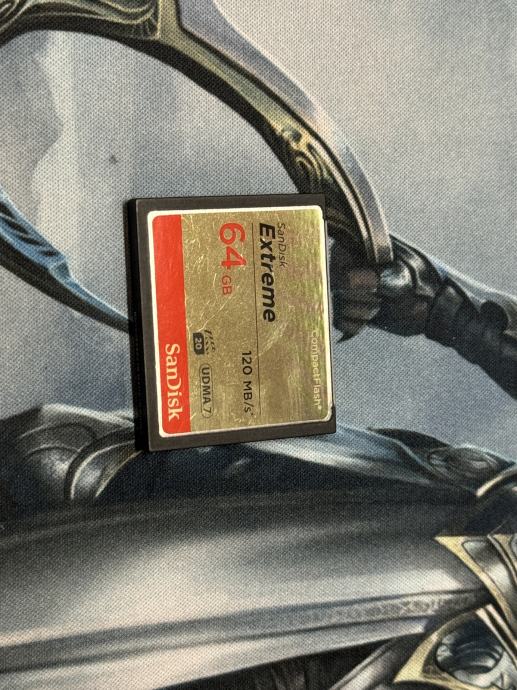 CompactFlash®
SanDisk
Extreme
120 MB/s*
64 GB
UDMA 7
20
SanDisk